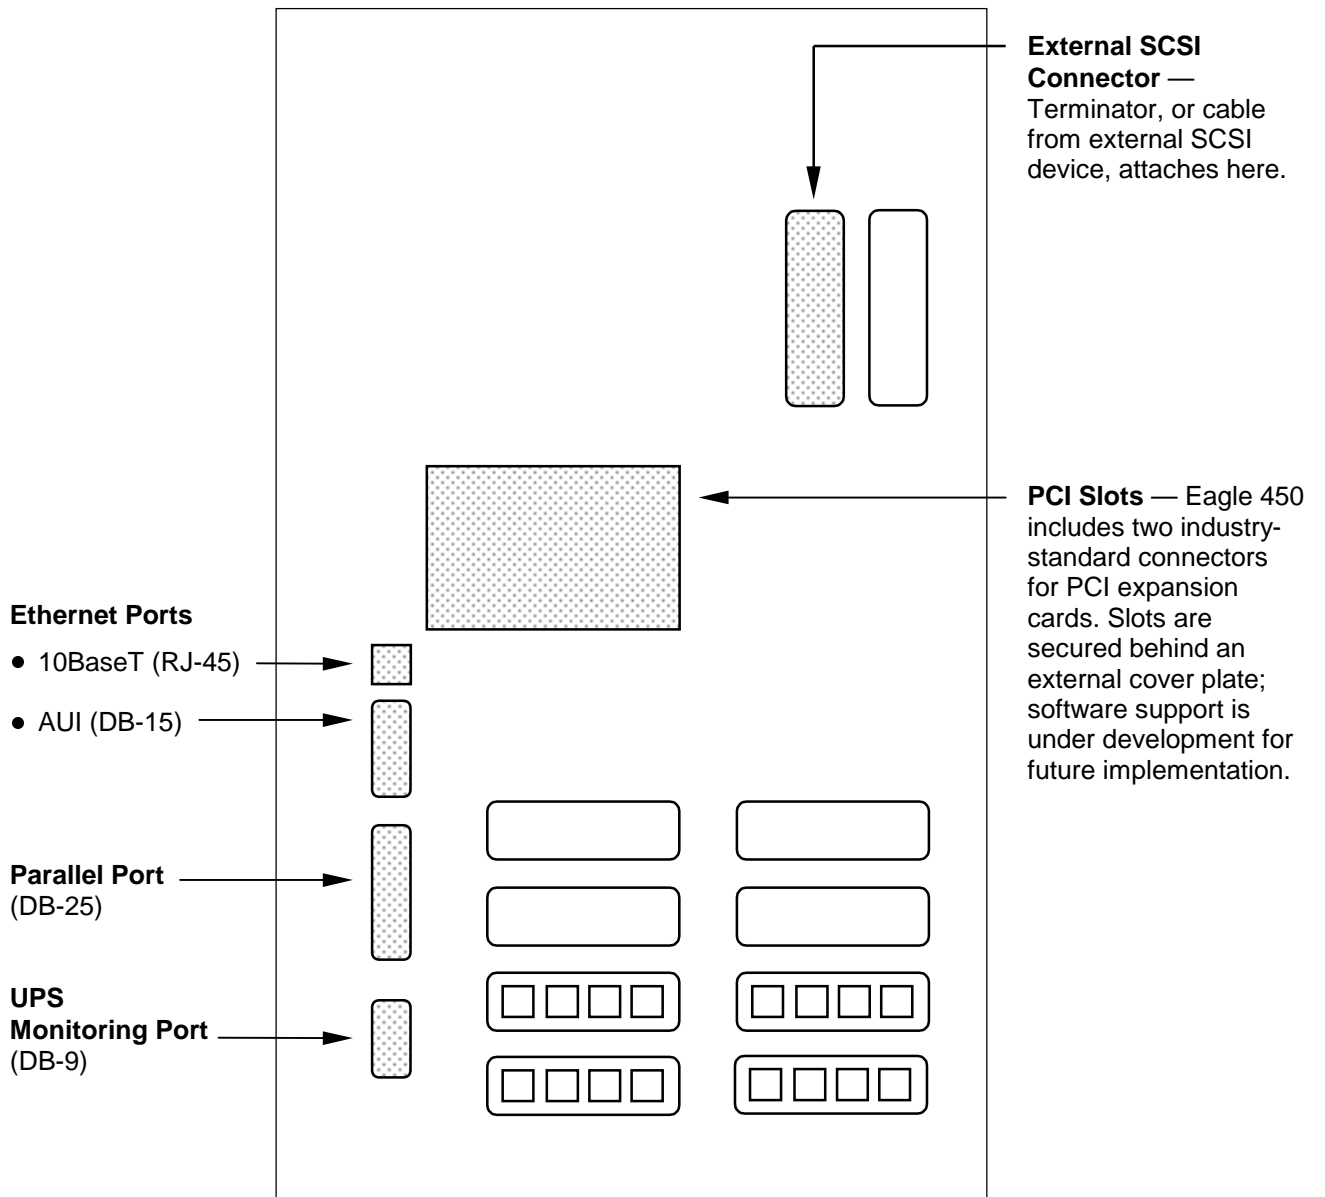 External SCSI
Connector —
Terminator, or cable
from external SCSI
device, attaches here.
PCI Slots — Eagle 450
includes two industry-
standard connectors
for PCI expansion
cards. Slots are
secured behind an
external cover plate;
software support is
under development for
future implementation.
Ethernet Ports
• 10BaseT (RJ-45)
• AUI (DB-15)
Parallel Port
(DB-25)
UPS
Monitoring Port
(DB-9)